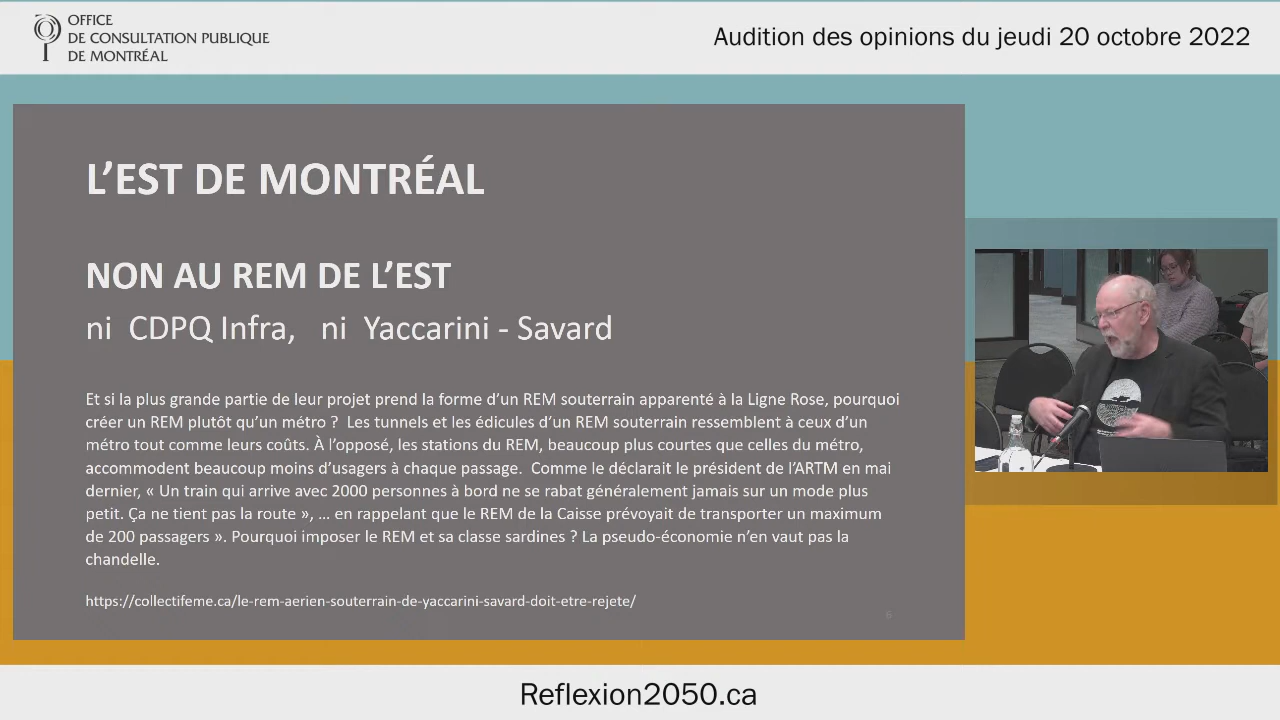 OFFICE
DE CONSULTATION PUBLIQUE
DE MONTRÉAL
Audition des opinions du jeudi 20 octobre 2022
L’EST DE MONTRÉAL
NON AU REM DE L’EST
ni CDPQ Infra, ni Yaccarini - Savard
Et si la plus grande partie de leur projet prend la forme d’un REM souterrain apparenté à la Ligne Rose, pourquoi
créer un REM plutôt qu’un métro ? Les tunnels et les édicules d’un REM souterrain ressemblent à ceux d’un
métro tout comme leurs coûts. À l’opposé, les stations du REM, beaucoup plus courtes que celles du métro,
accommodent beaucoup moins d’usagers à chaque passage. Comme le déclarait le président de l’ARTM en mai
dernier, « Un train qui arrive avec 2000 personnes à bord ne se rabat généralement jamais sur un mode plus
petit. Ça ne tient pas la route », … en rappelant que le REM de la Caisse prévoyait de transporter un maximum
de 200 passagers ». Pourquoi imposer le REM et sa classe sardines ? La pseudo-économie n’en vaut pas la
chandelle.
https://collectifeme.ca/le-rem-aerien-souterrain-de-yaccarini-savard-doit-etre-rejete/
6
Reflexion2050.ca